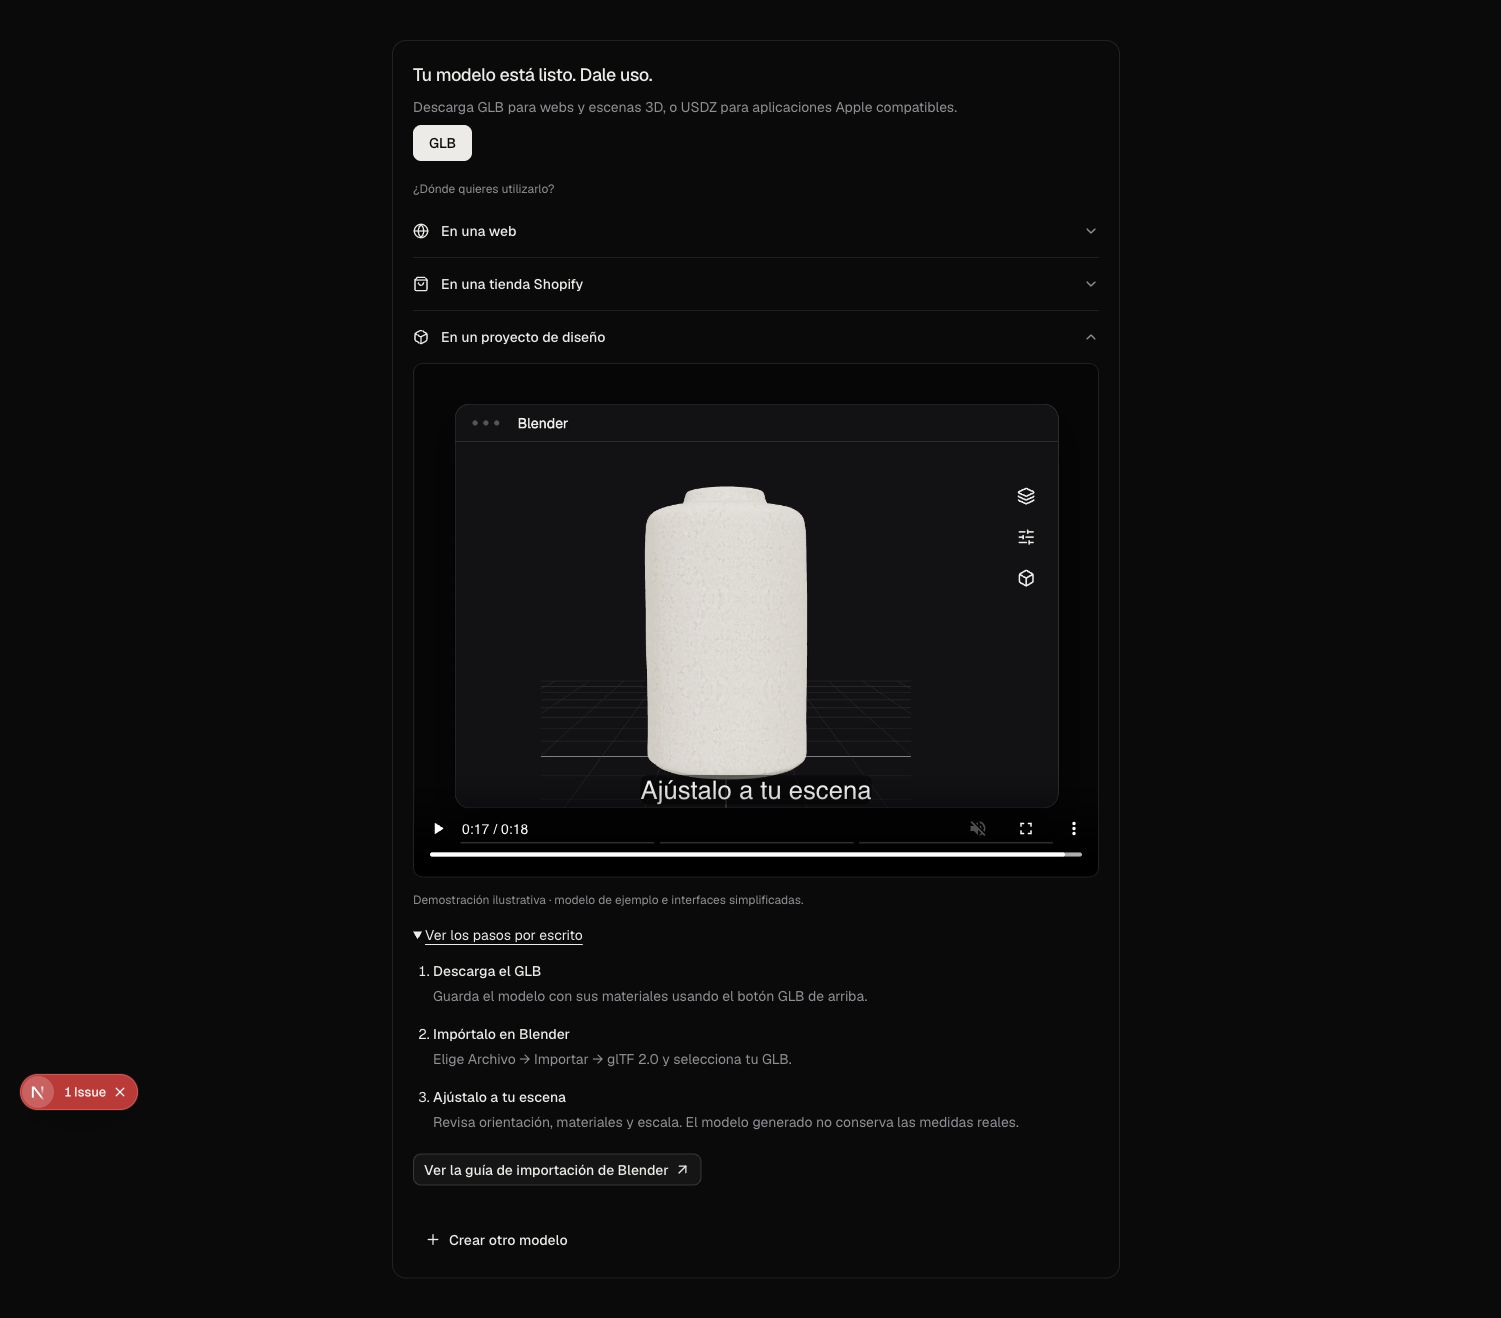 Tu modelo está listo. Dale uso.
Descarga GLB para webs y escenas 3D, o USDZ para aplicaciones Apple compatibles.
GLB
¿Dónde quieres utilizarlo?
En una web
En una tienda Shopify
En un proyecto de diseño
Blender
Ajústalo a tu escena
0:17 / 0:18
Demostración ilustrativa · modelo de ejemplo e interfaces simplificadas.
Ver los pasos por escrito
1. Descarga el GLB
Guarda el modelo con sus materiales usando el botón GLB de arriba.
2. Impórtalo en Blender
Elige Archivo → Importar → glTF 2.0 y selecciona tu GLB.
N 1 Issue
3. Ajústalo a tu escena
Revisa orientación, materiales y escala. El modelo generado no conserva las medidas reales.
Ver la guía de importación de Blender
Crear otro modelo